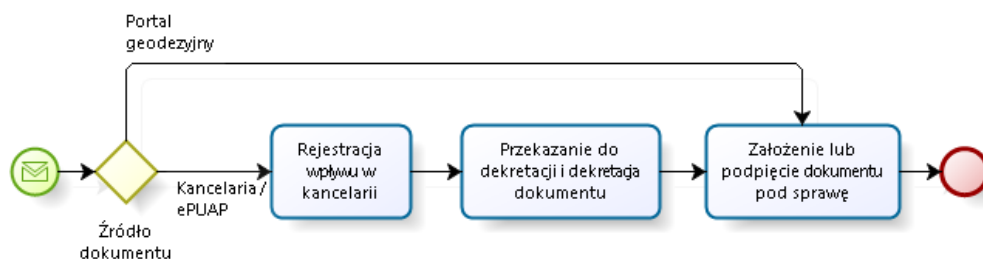 Portal
geodezyjny
Źródło
dokumentu
Kancelaria /
ePUAP
Rejestracja
wpływu w
kancelarii
Przekazanie do
dekretacji i dekretacja
dokumentu
Założenie lub
podpięcie dokumentu
pod sprawę